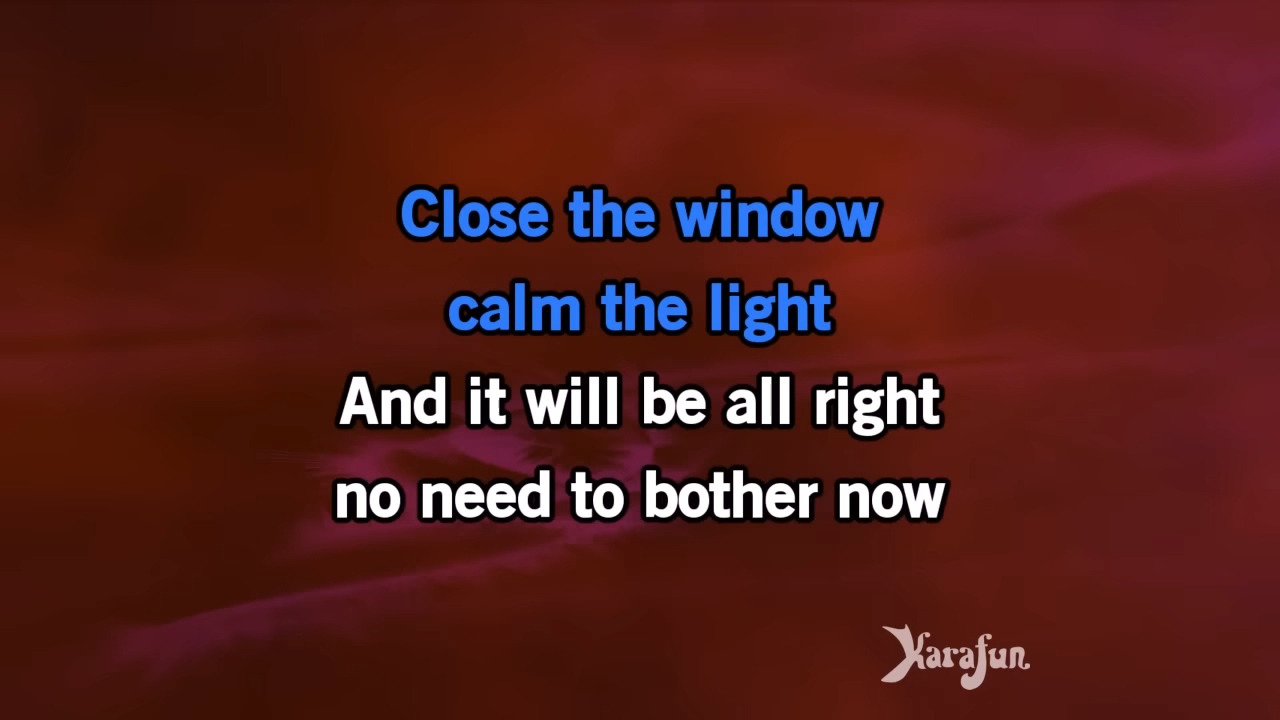 Close the window
calm the light
And it will be all right
no need to bother now
Karafun